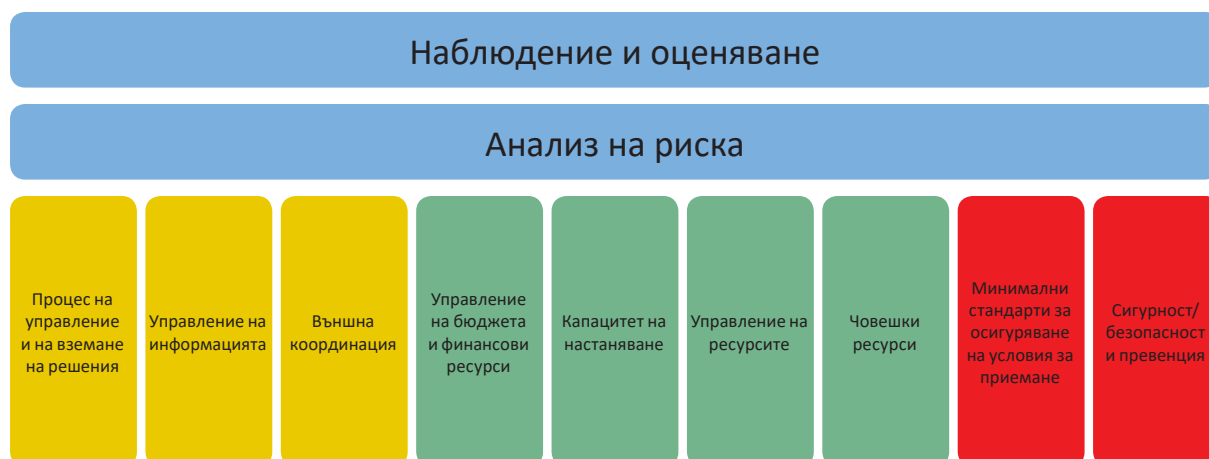 Наблюдение и оценяване
Анализ на риска
Процес на
управление
и на вземане
на решения
Управление на
информацията
Външна
координация
Управление
на бюджета
и финансови
ресурси
Капацитет на
настаняване
Управление на
ресурсите
Човешки
ресурси
Минимални
стандарти за
осигуряване
на условия за
приемане
Сигурност/
безопасност
и превенция